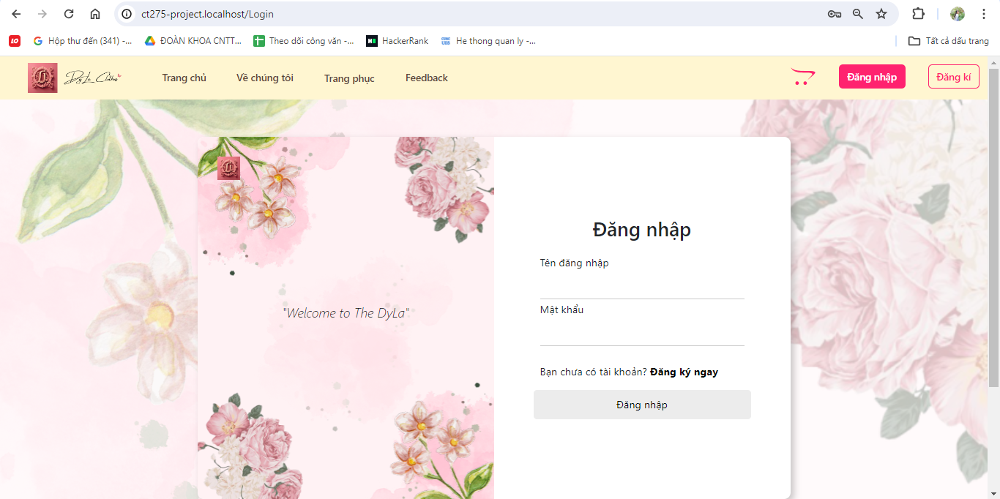 ct275-project.localhost/Login
Hộp thư đến (341) -... ĐOÀN KHOA CNTT... Theo dõi công văn -... HackerRank He thong quan ly -... Tất cả dấu trang
Trang chủ Về chúng tôi Trang phục Feedback Đăng nhập Đăng kí
Đăng nhập
Tên đăng nhập
Mật khẩu
"Welcome to The DyLa"
Bạn chưa có tài khoản? Đăng ký ngay
Đăng nhập